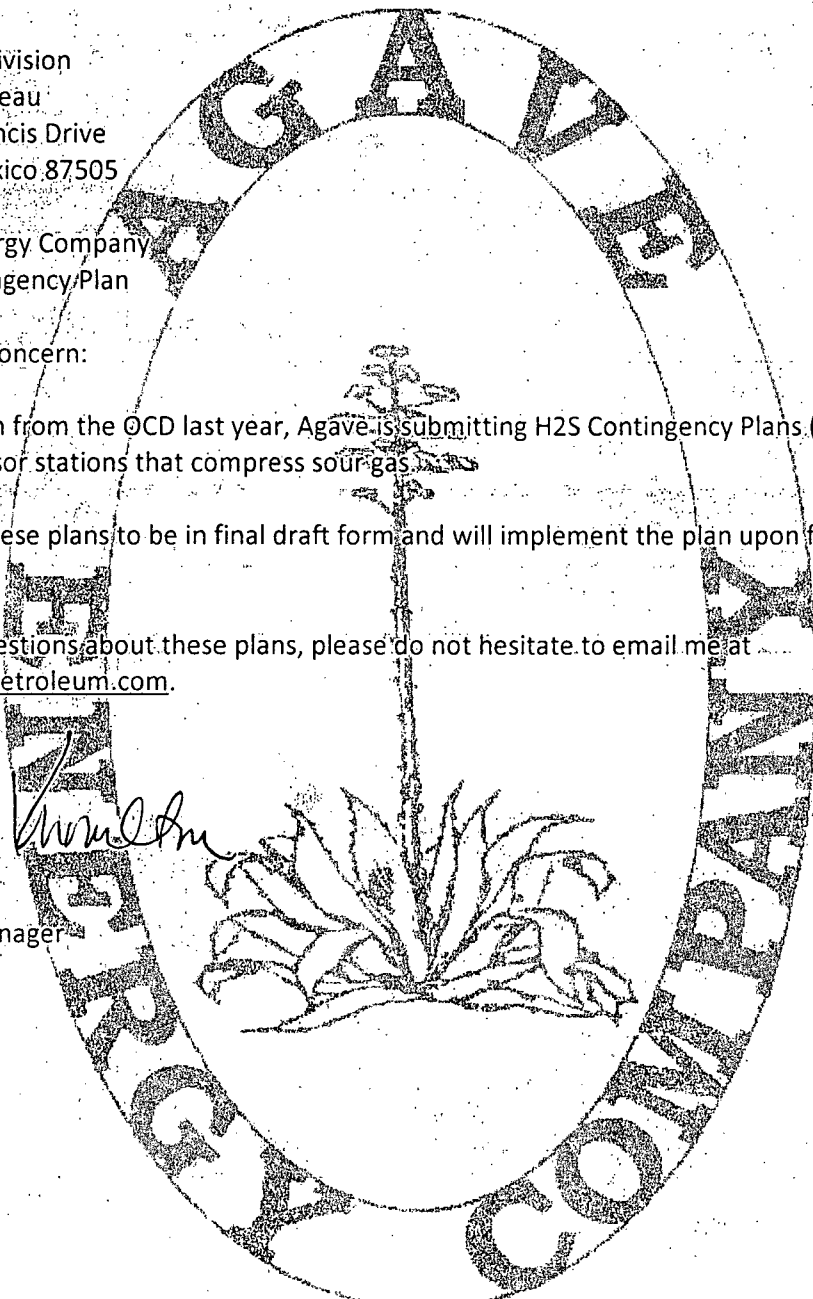 AGAVE
ivision
eau
ncis Drive
xico 87505
rgy Company
ngency Plan
oncern:
n from the OCD last year, Agave is submitting H2S Contingency Plans (
sor stations that compress sour gas.
ese plans to be in final draft form and will implement the plan upon f
estions about these plans, please do not hesitate to email me at
etroleum.com.
nager
ENERGY
COMPANY